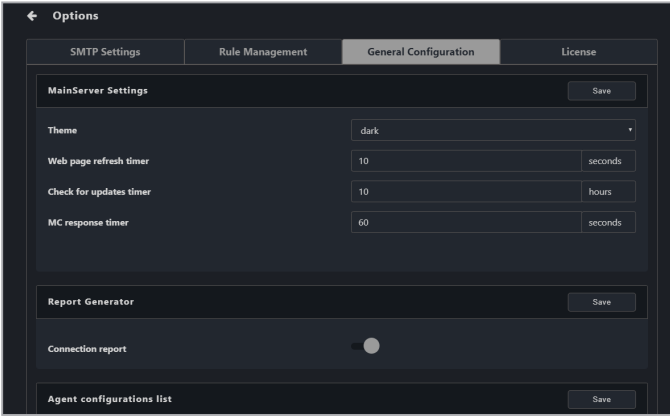 Options
SMTP Settings Rule Management General Configuration License
MainServer Settings Save
Theme dark
Web page refresh timer 10 seconds
Check for updates timer 10 hours
MC response timer 60 seconds
Report Generator Save
Connection report
Agent configurations list Save